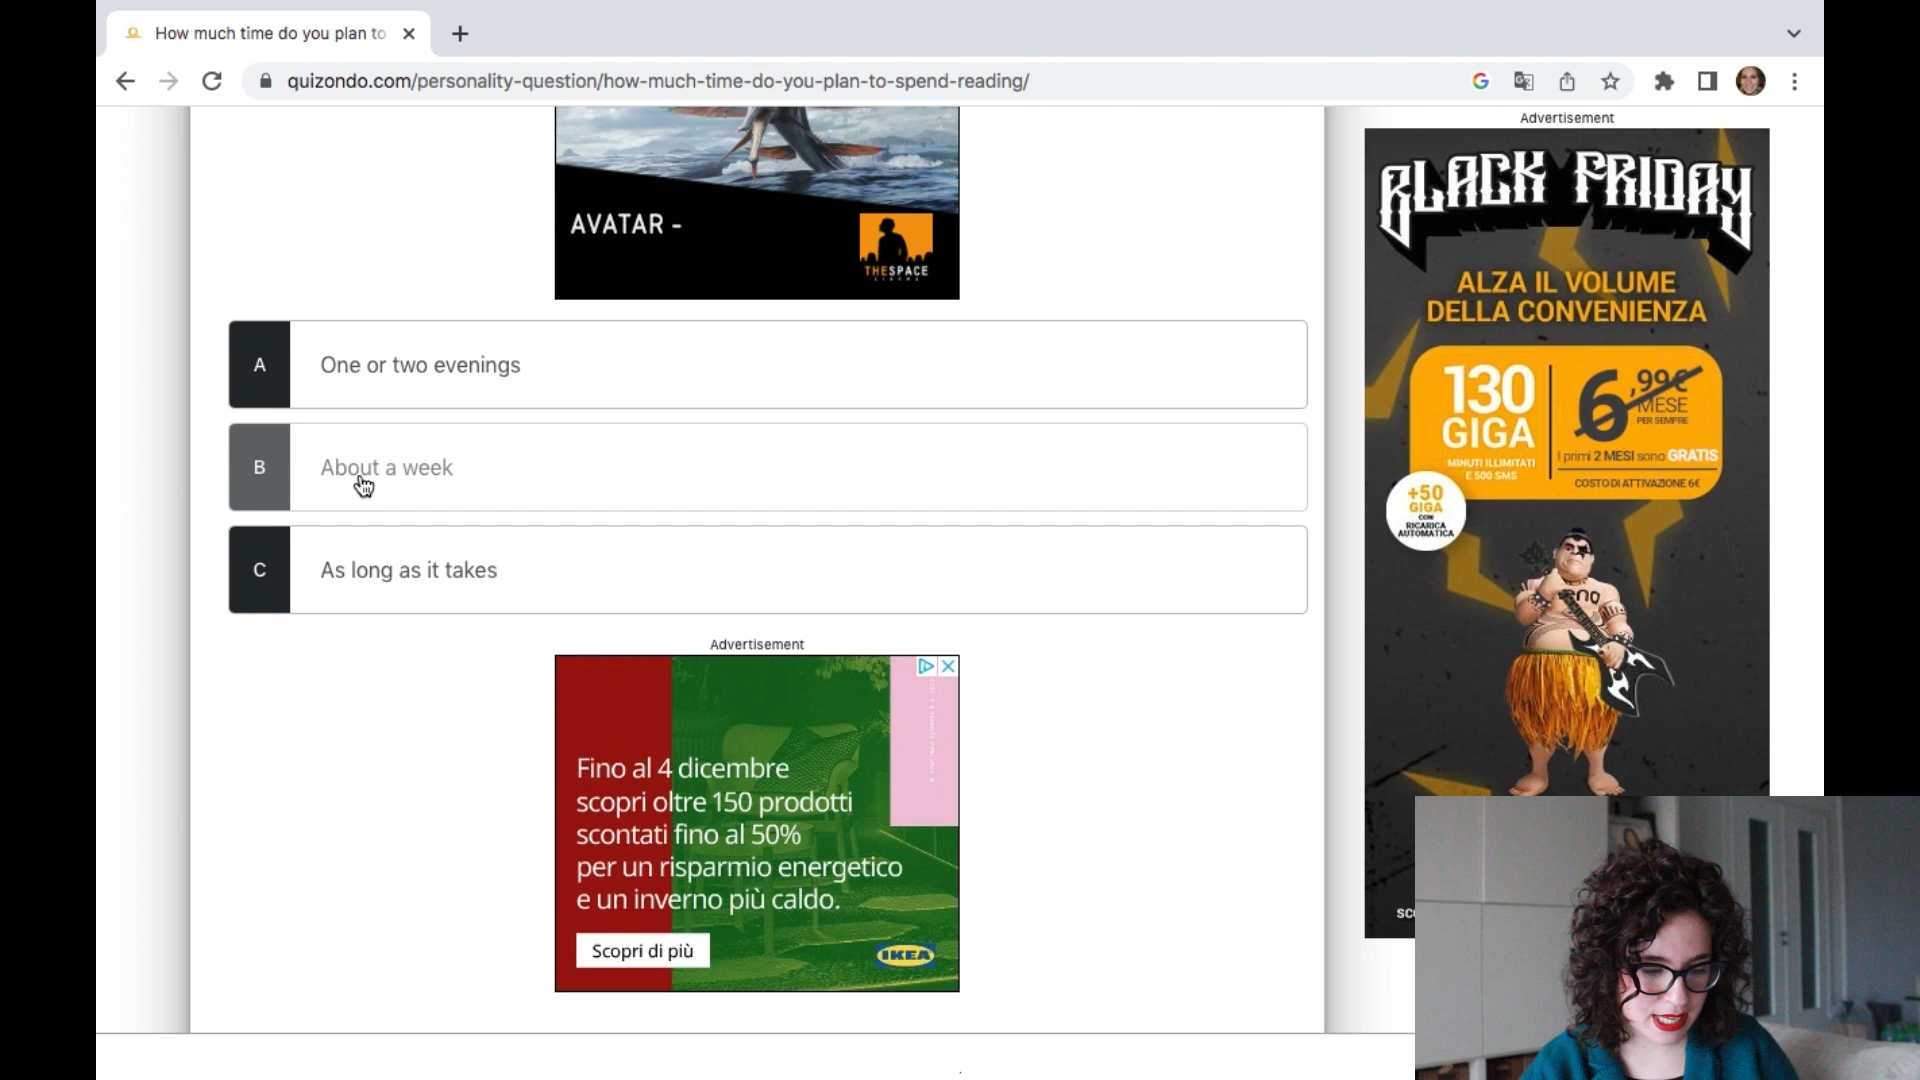 How much time do you plan to
quizondo.com/personality-question/how-much-time-do-you-plan-to-spend-reading/
AVATAR -
THESPACE
CINEMA
A
One or two evenings
B
About a week
C
As long as it takes
Advertisement
Fino al 4 dicembre
scopri oltre 150 prodotti
scontati fino al 50%
per un risparmio energetico
e un inverno più caldo.
Scopri di più
IKEA
Advertisement
BLACK FRIDAY
ALZA IL VOLUME
DELLA CONVENIENZA
130
GIGA
MINUTI ILLIMITATI
E 500 SMS
6,99€
MESE
PER SEMPRE
I primi 2 MESI sono GRATIS
COSTO DI ATTIVAZIONE 6€
+50
GIGA
CON
RICARICA
AUTOMATICA